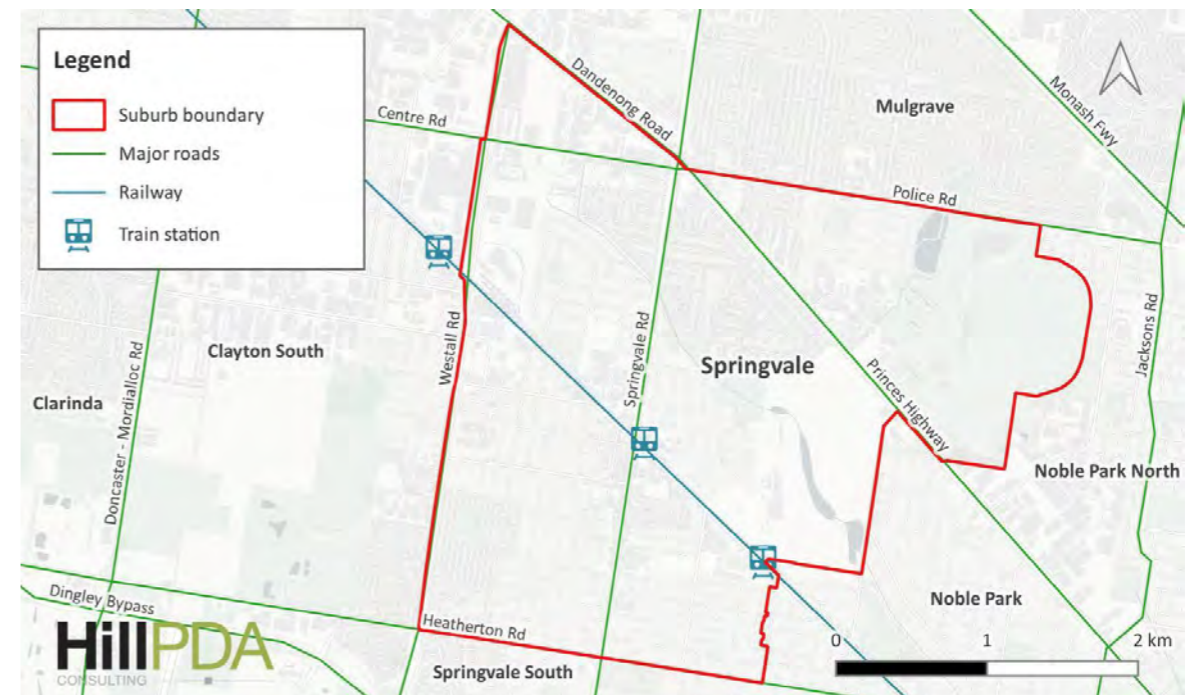 Legend
Suburb boundary
Major roads
Railway
Train station
Centre Rd
Dandenong Road
Mulgrave
Monash Fwy
Police Rd
Jacksons Rd
Clayton South
Westall Rd
Springvale Rd
Springvale
Princes Highway
Clarinda
Doncaster - Mordialloc Rd
Noble Park North
Noble Park
Dingley Bypass
Heatherton Rd
Springvale South
HillPDA
CONSULTING
0 1 2 km